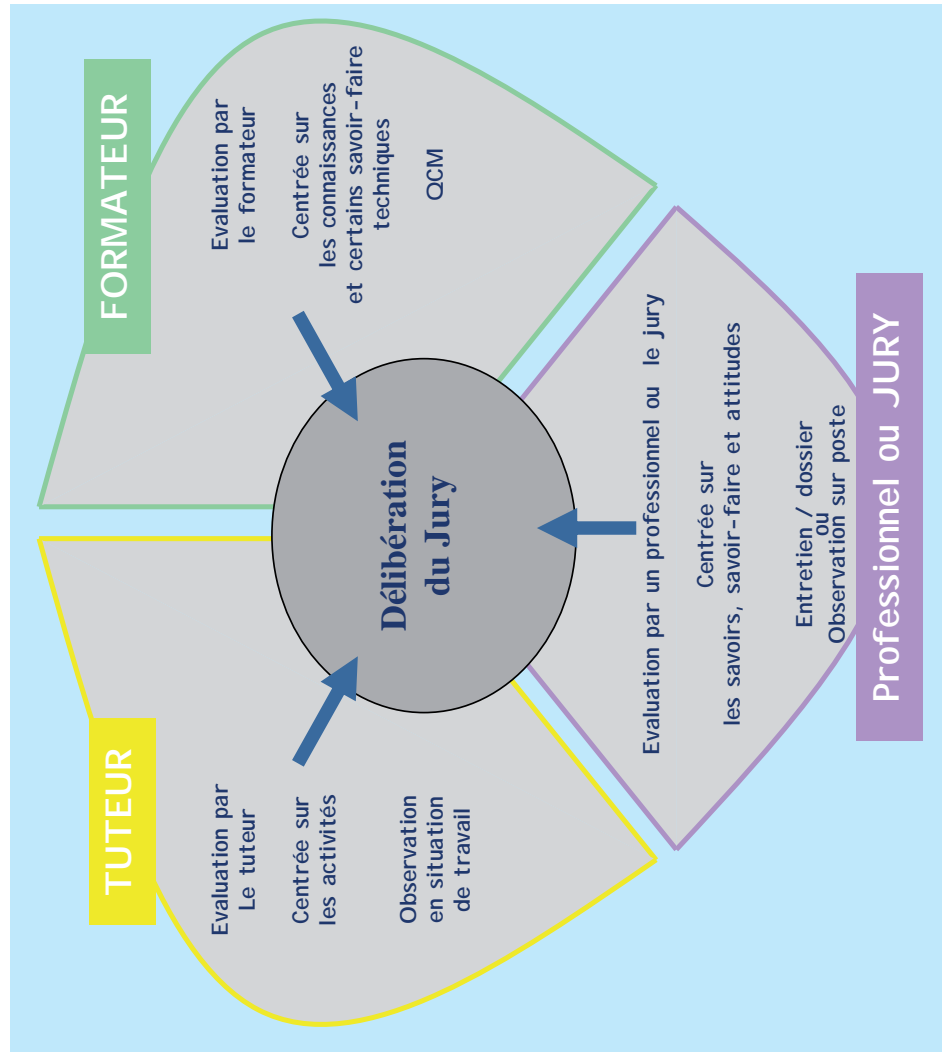 TUTEUR
Evaluation par
Le tuteur
Centrée sur
les activités
Observation
en situation
de travail
FORMATEUR
Evaluation par
le formateur
Centrée sur
les connaissances
et certains savoir-faire
techniques
QCM
Délibération
du Jury
Evaluation par un professionnel ou le jury
Centrée sur
les savoirs, savoir-faire et attitudes
Entretien / dossier
ou
Observation sur poste
Professionnel ou JURY